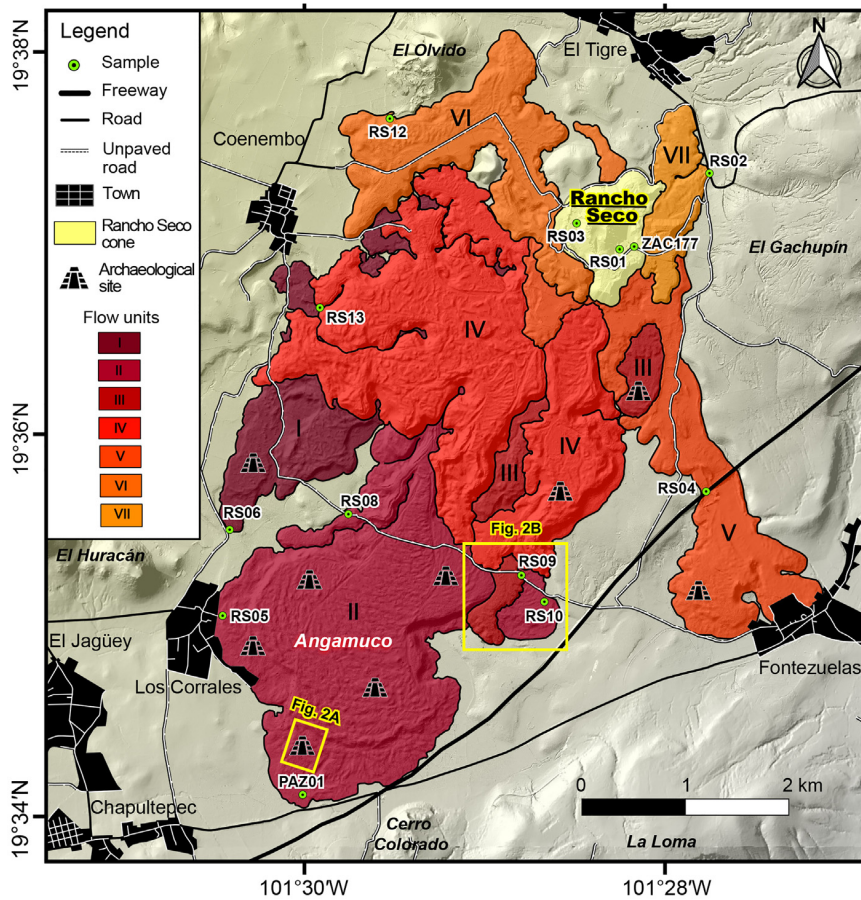 Legend
Sample
Freeway
Road
Unpaved
road
Town
Rancho Seco
cone
Archaeological
site
Flow units
I
II
III
IV
V
VI
VII
19°38'N
19°36'N
19°34'N
101°30'W
101°28'W
N
El Olvido
El Tigre
Coenembo
VI
RS12
VII
RS02
Rancho
Seco
RS03
ZAC177
RS01
El Gachupín
RS13
IV
III
I
IV
III
RS06
RS08
RS04
V
El Huracán
Fig. 2B
RS09
RS10
II
RS05
Angamuco
El Jagüey
Los Corrales
Fontezuelas
Fig. 2A
PAZ01
Chapultepec
Cerro
Colorado
La Loma
0 2 km